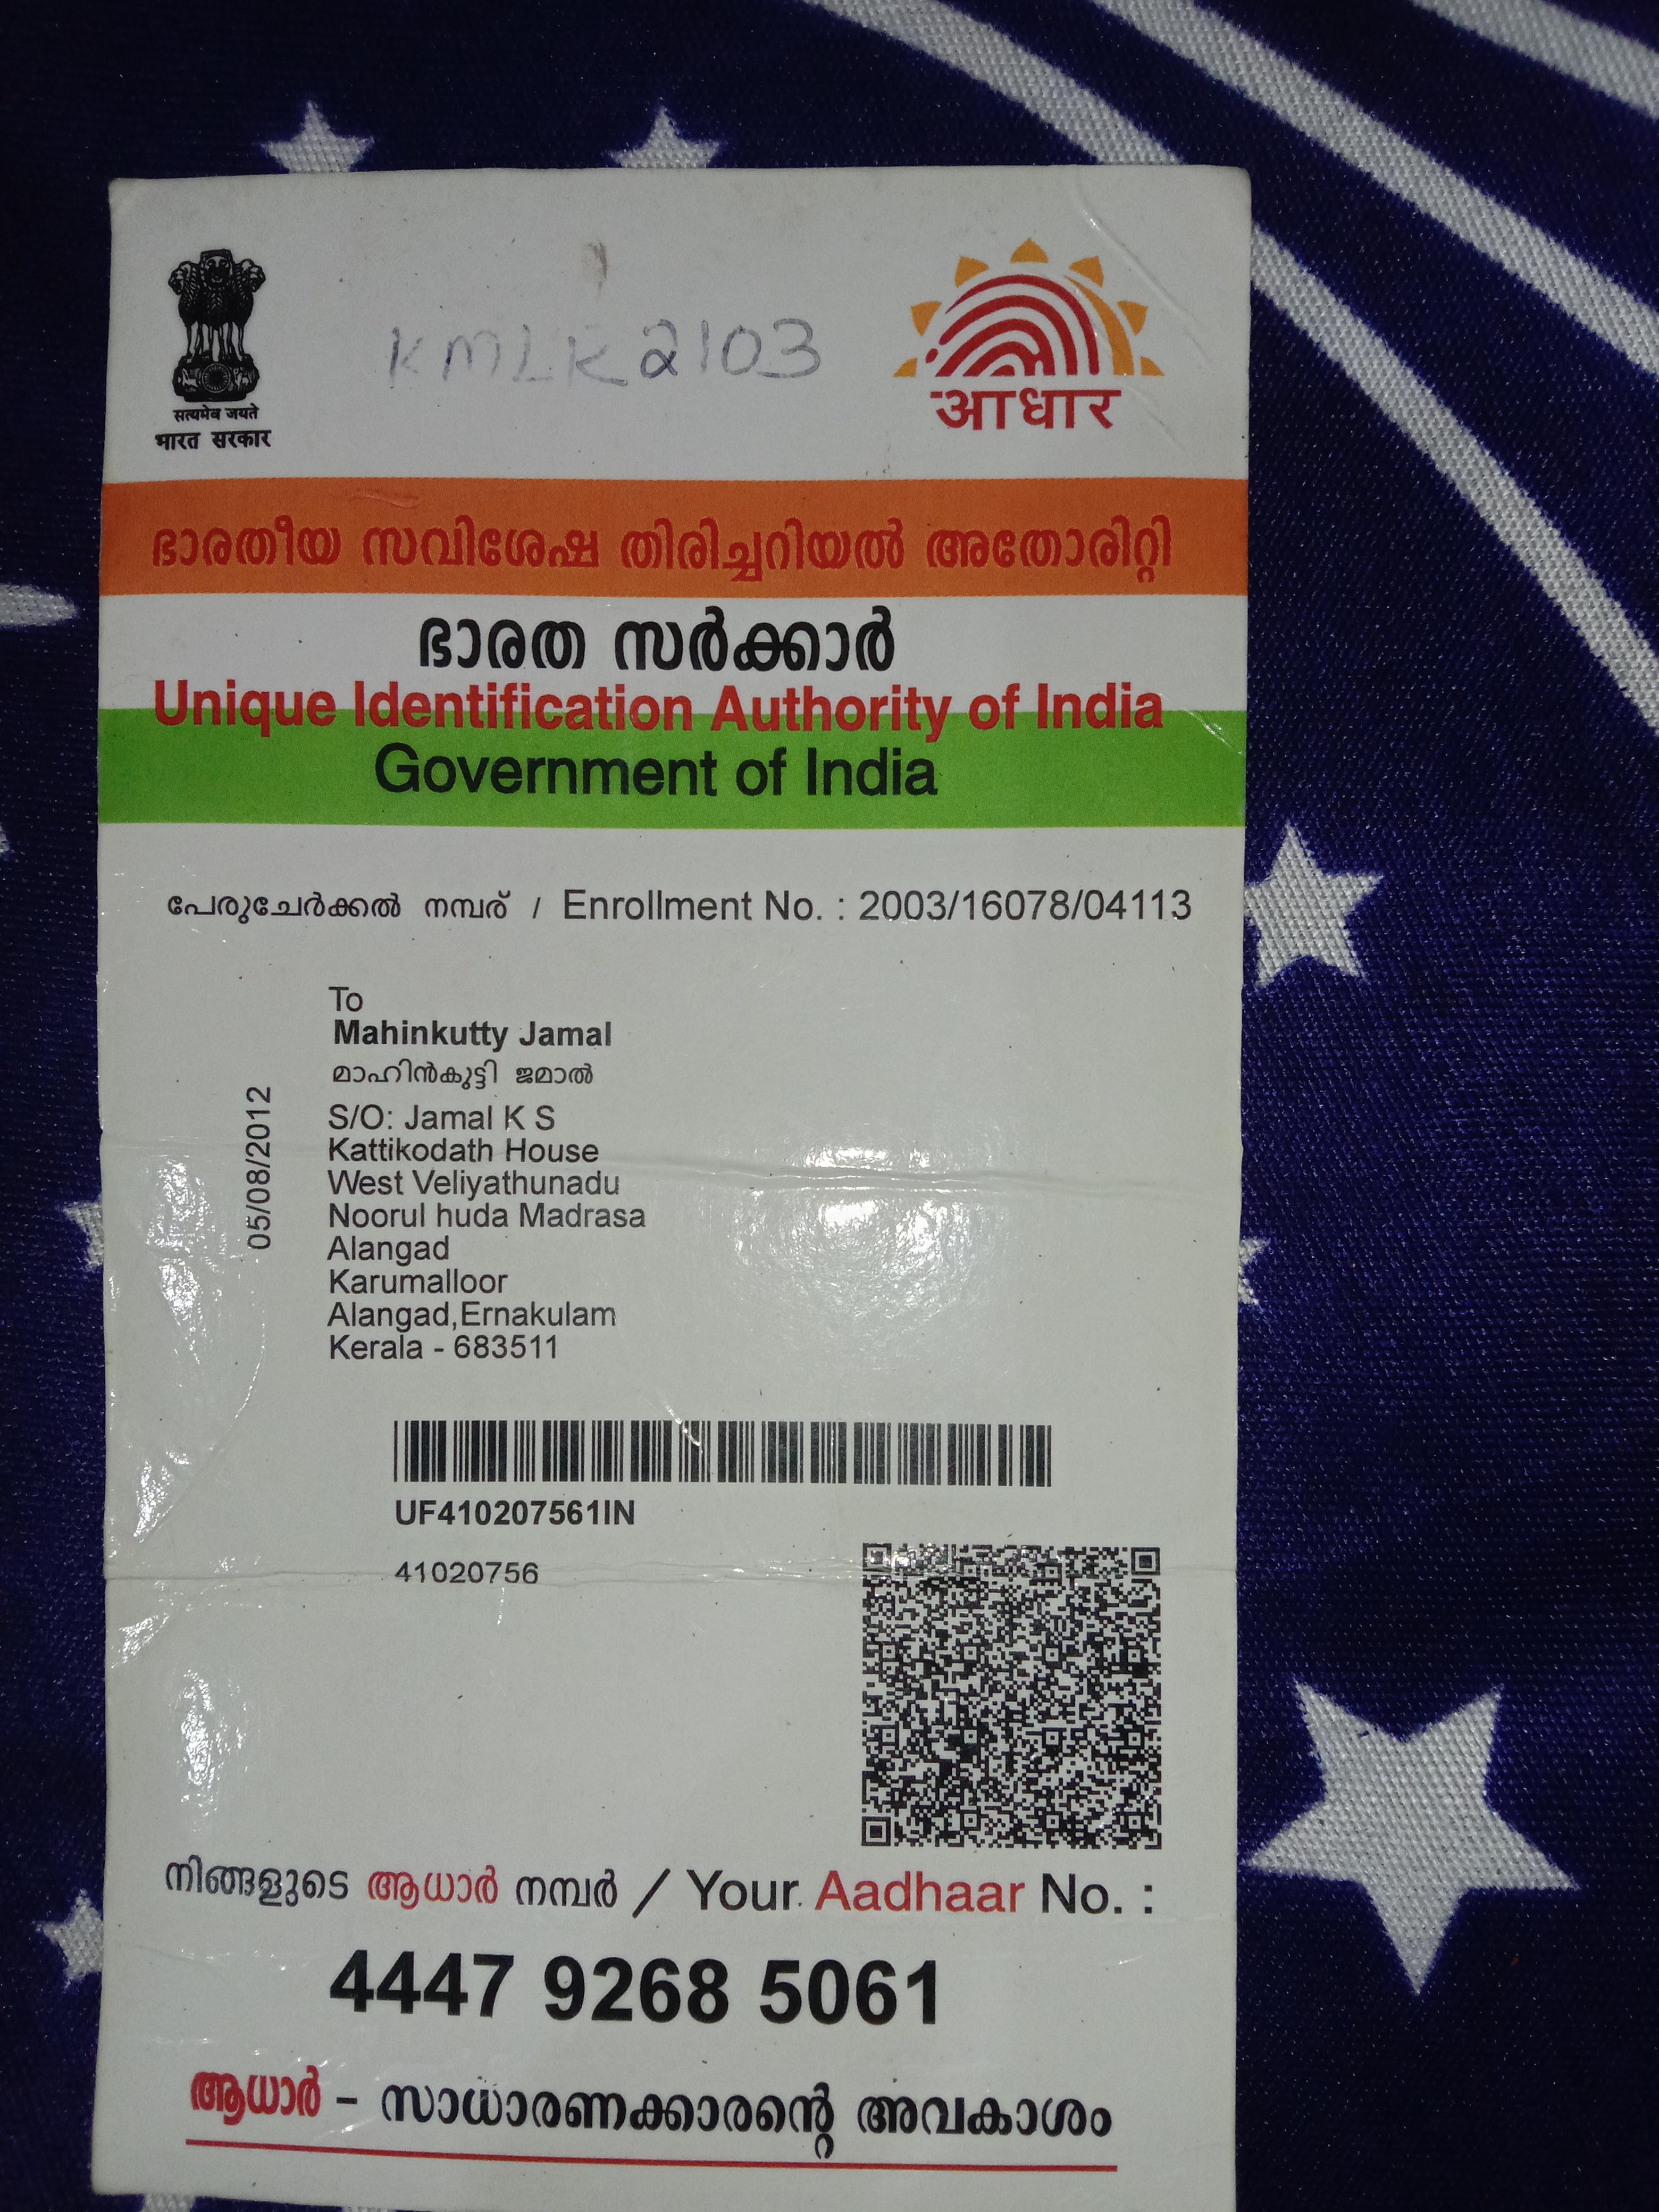 KMLR2103
सत्यमेव जयते
भारत सरकार
आधार
ഭാരതീയ സവിശേഷ തിരിച്ചറിയൽ അതോരിറ്റി
ഭാരത സർക്കാർ
Unique Identification Authority of India
Government of India
പേരുചേർക്കൽ നമ്പര് / Enrollment No. : 2003/16078/04113
To
Mahinkutty Jamal
മാഹിൻകുട്ടി ജമാൽ
S/O: Jamal K S
Kattikodath House
West Veliyathunadu
Noorul huda Madrasa
Alangad
Karumalloor
Alangad,Ernakulam
Kerala - 683511
05/08/2012
UF410207561IN
41020756
നിങ്ങളുടെ ആധാർ നമ്പർ / Your Aadhaar No. :
4447 9268 5061
ആധാർ - സാധാരണക്കാരന്റെ അവകാശം